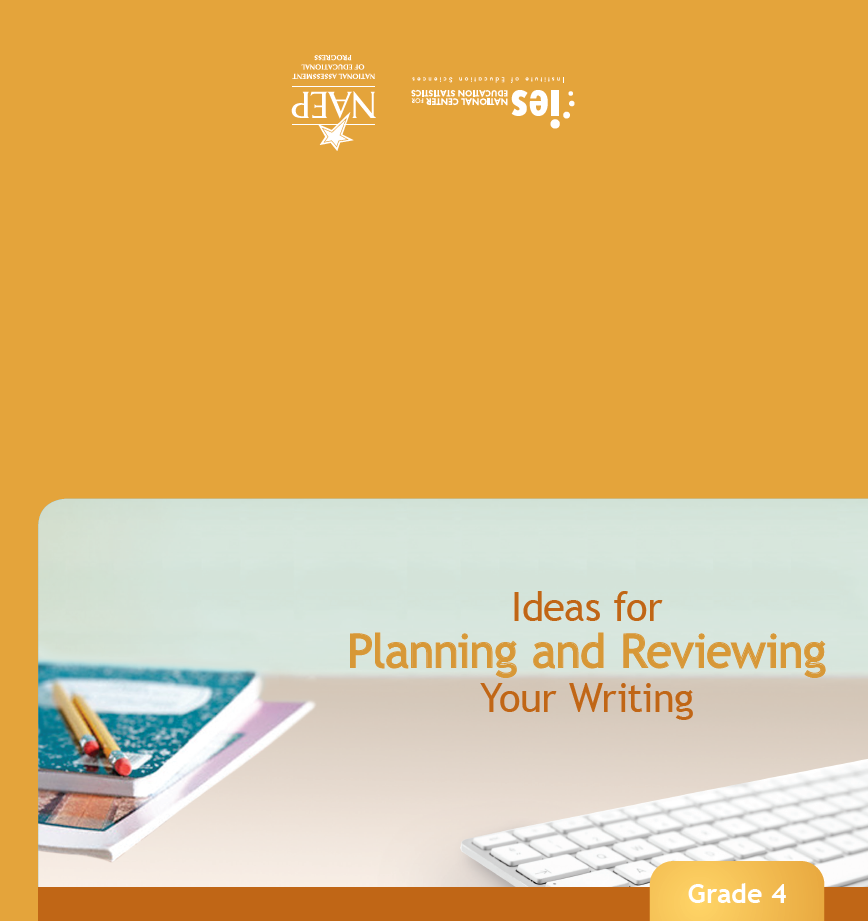 NATIONAL ASSESSMENT
OF EDUCATIONAL
PROGRESS
NAEP
ies
NATIONAL CENTER FOR
EDUCATION STATISTICS
Institute of Education Sciences
Ideas for
Planning and Reviewing
Your Writing
Grade 4